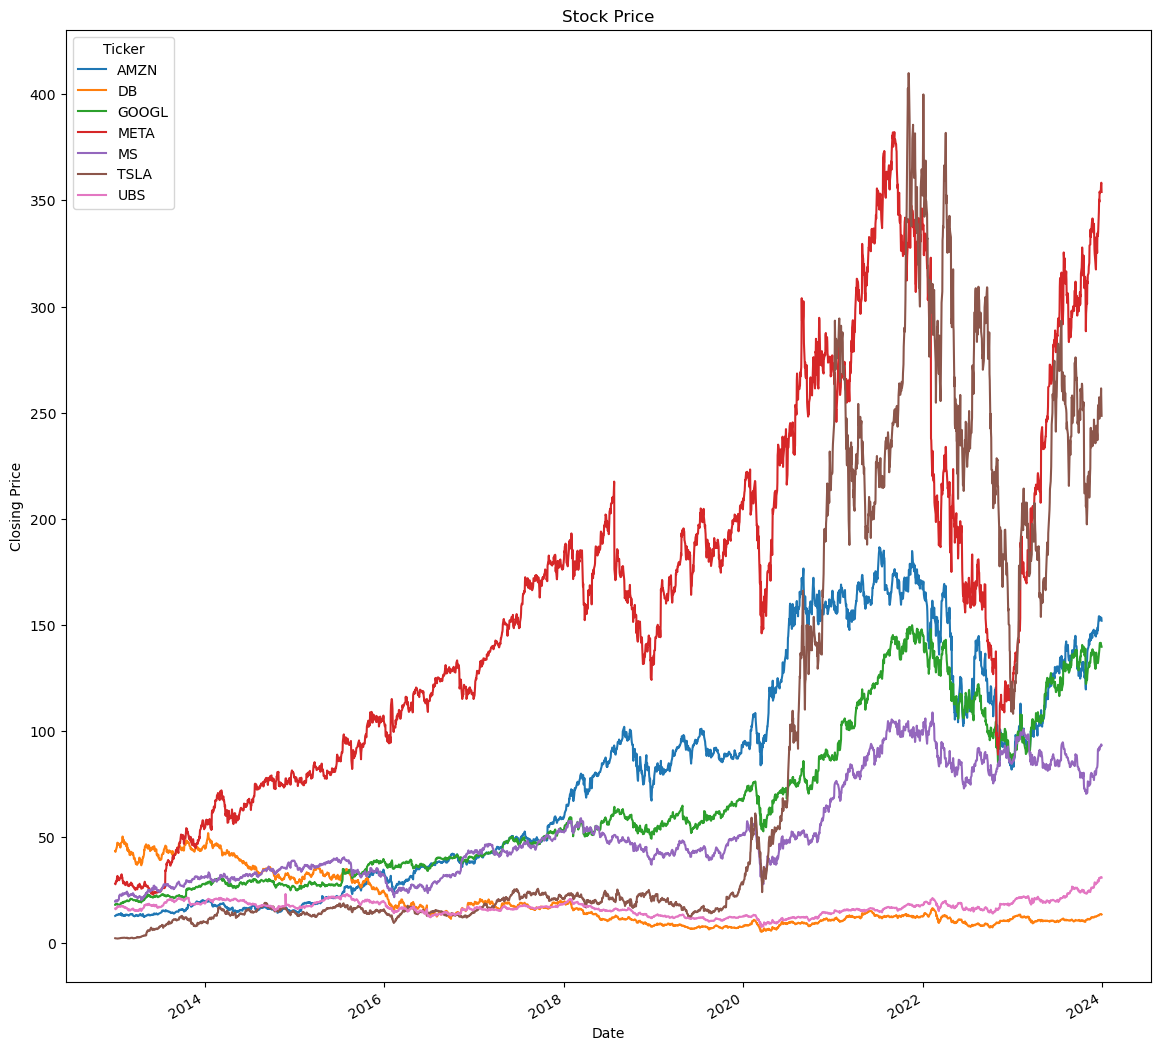 Stock Price
Ticker
AMZN
DB
GOOGL
META
MS
TSLA
UBS
Closing Price
400
350
300
250
200
150
100
50
0
2014
2016
2018
2020
2022
2024
Date